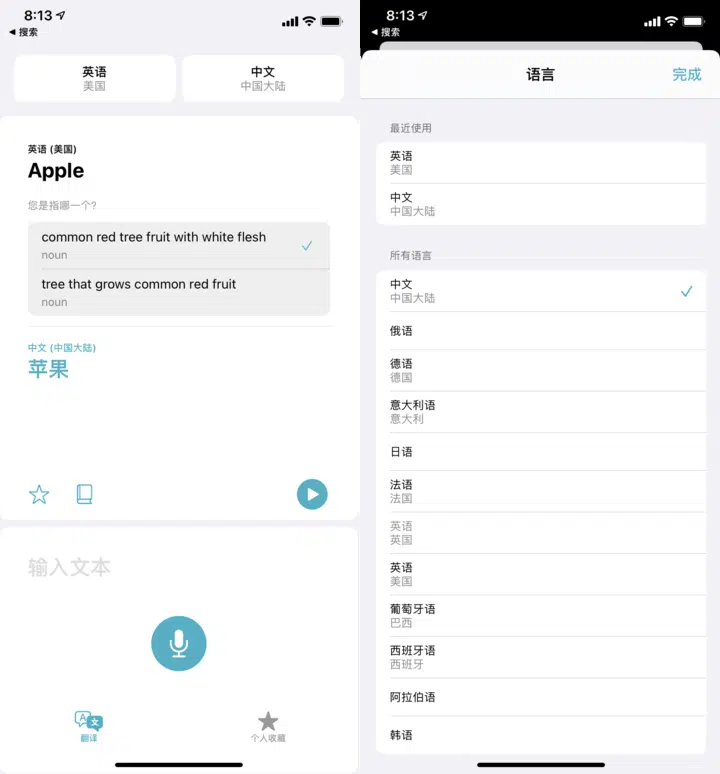 8:13
◀ 搜索
英语
美国
中文
中国大陆
英语 (美国)
Apple
您是指哪一个?
common red tree fruit with white flesh
noun
tree that grows common red fruit
noun
中文 (中国大陆)
苹果
输入文本
A 文
翻译
个人收藏
8:13
◀ 搜索
语言
完成
最近使用
英语
美国
中文
中国大陆
所有语言
中文
中国大陆
俄语
德语
德国
意大利语
意大利
日语
法语
法国
英语
英国
英语
美国
葡萄牙语
巴西
西班牙语
西班牙
阿拉伯语
韩语